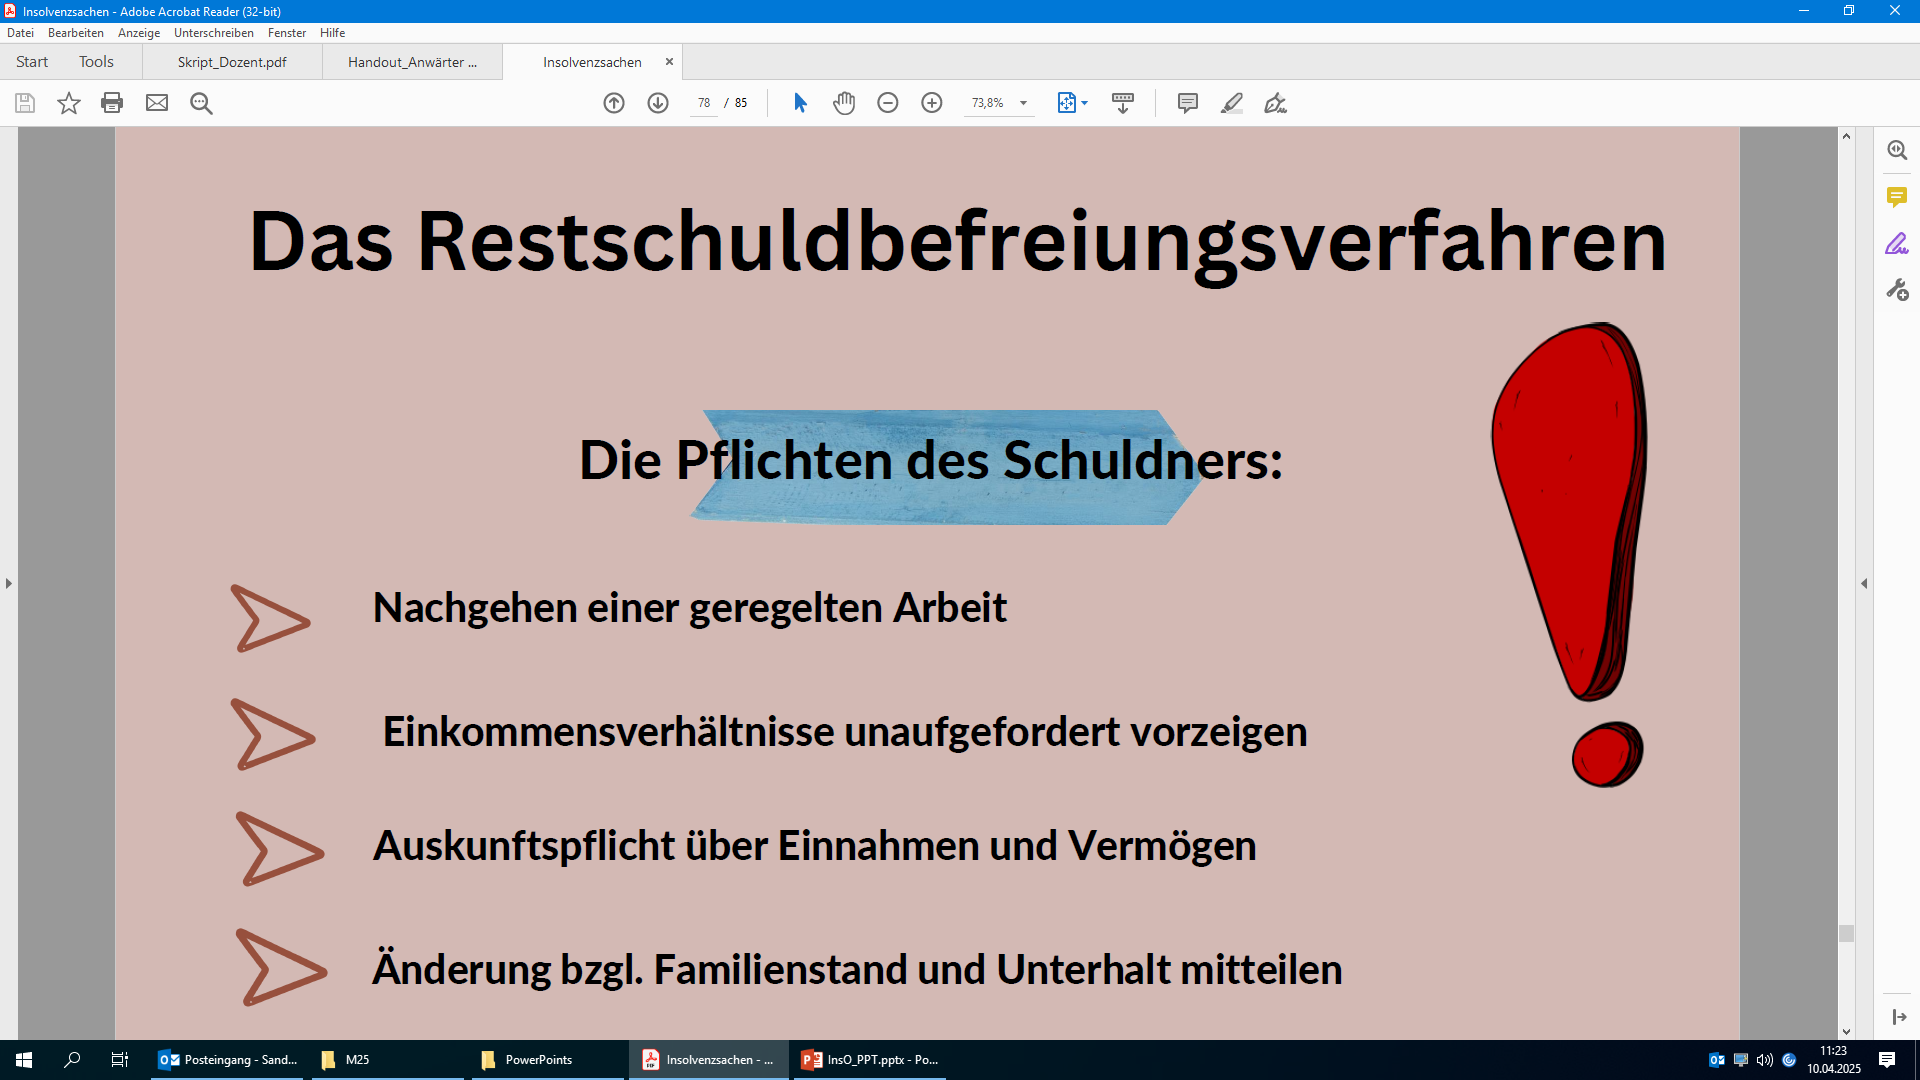 Insolvenzsachen - Adobe Acrobat Reader (32-bit)
Datei Bearbeiten Anzeige Unterschreiben Fenster Hilfe
Start Tools Skript_Dozent.pdf Handout_Anwärter ... Insolvenzsachen
78 / 85 73,8%
Das Restschuldbefreiungsverfahren
Die Pflichten des Schuldners:
Nachgehen einer geregelten Arbeit
Einkommensverhältnisse unaufgefordert vorzeigen
Auskunftspflicht über Einnahmen und Vermögen
Änderung bzgl. Familienstand und Unterhalt mitteilen
Posteingang - Sand... M25 PowerPoints Insolvenzsachen - ... InsO_PPT.pptx - Po...
11:23
10.04.2025